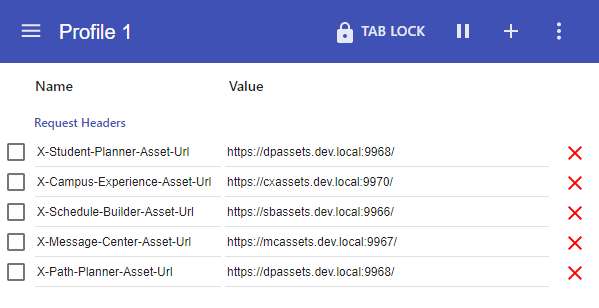 Profile 1
TAB LOCK
Name Value
Request Headers
X-Student-Planner-Asset-Url https://dpassets.dev.local:9968/
X-Campus-Experience-Asset-Url https://cxassets.dev.local:9970/
X-Schedule-Builder-Asset-Url https://sbassets.dev.local:9966/
X-Message-Center-Asset-Url https://mcassets.dev.local:9967/
X-Path-Planner-Asset-Url https://dpassets.dev.local:9968/